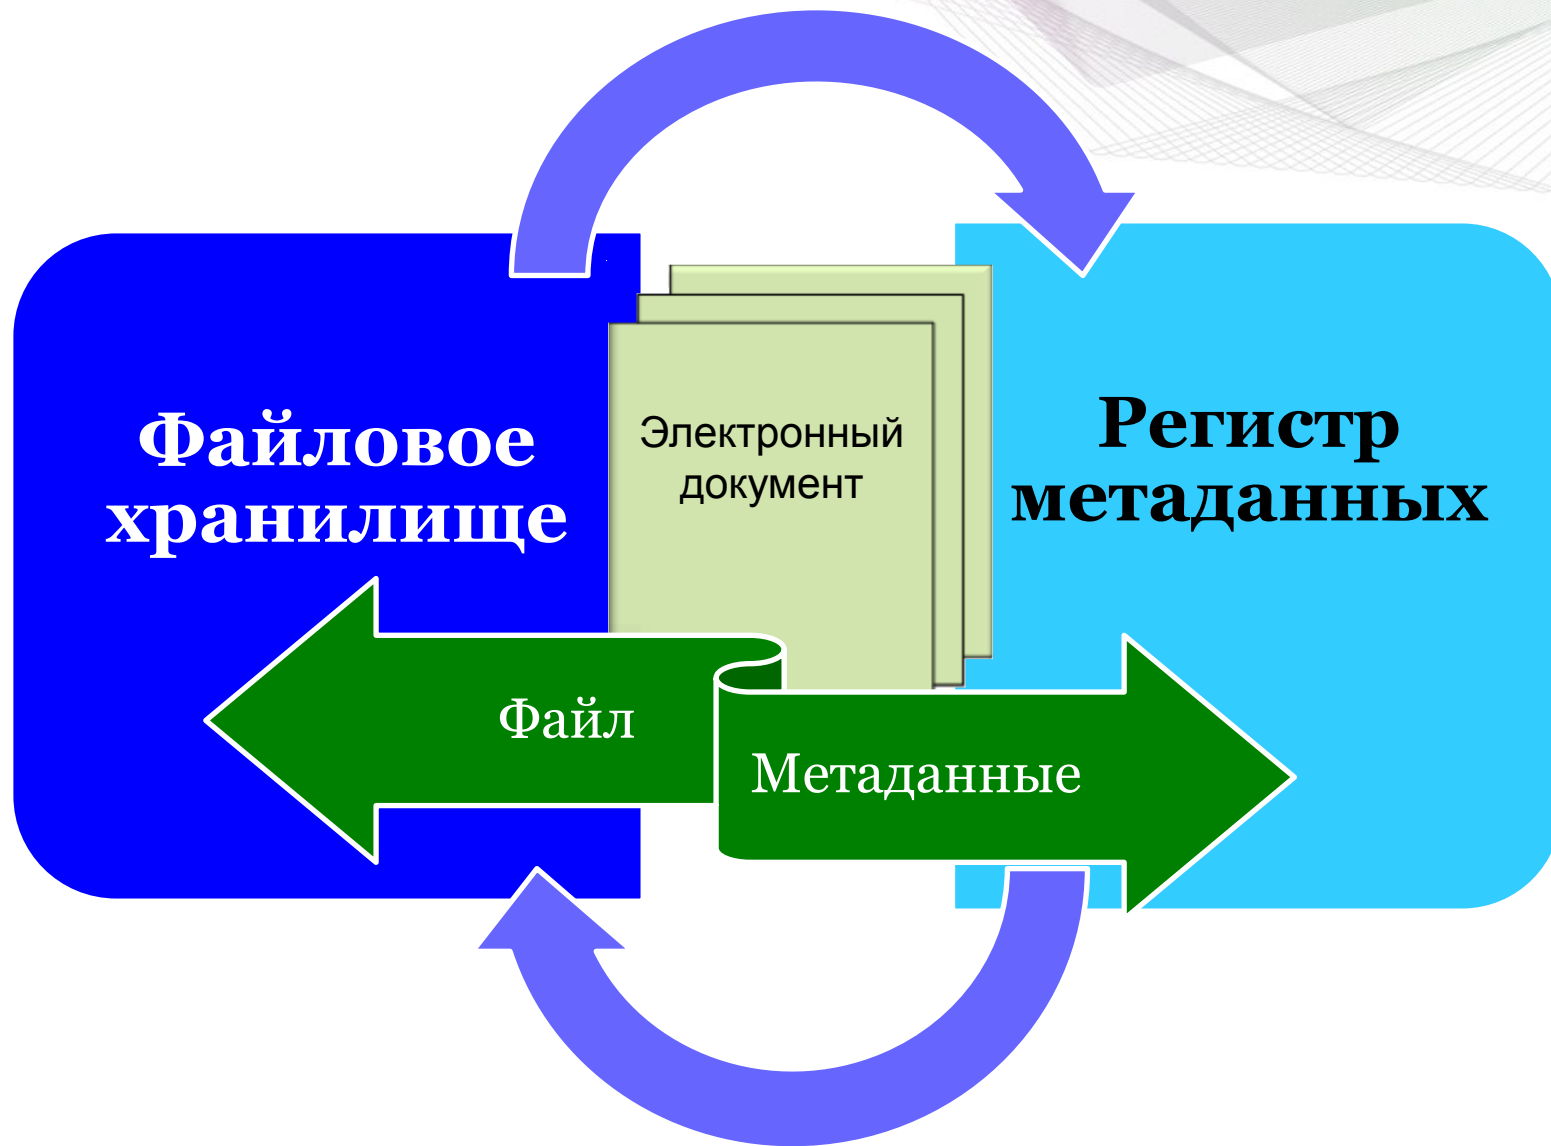 Файловое
хранилище
Электронный
документ
Регистр
метаданных
Файл
Метаданные